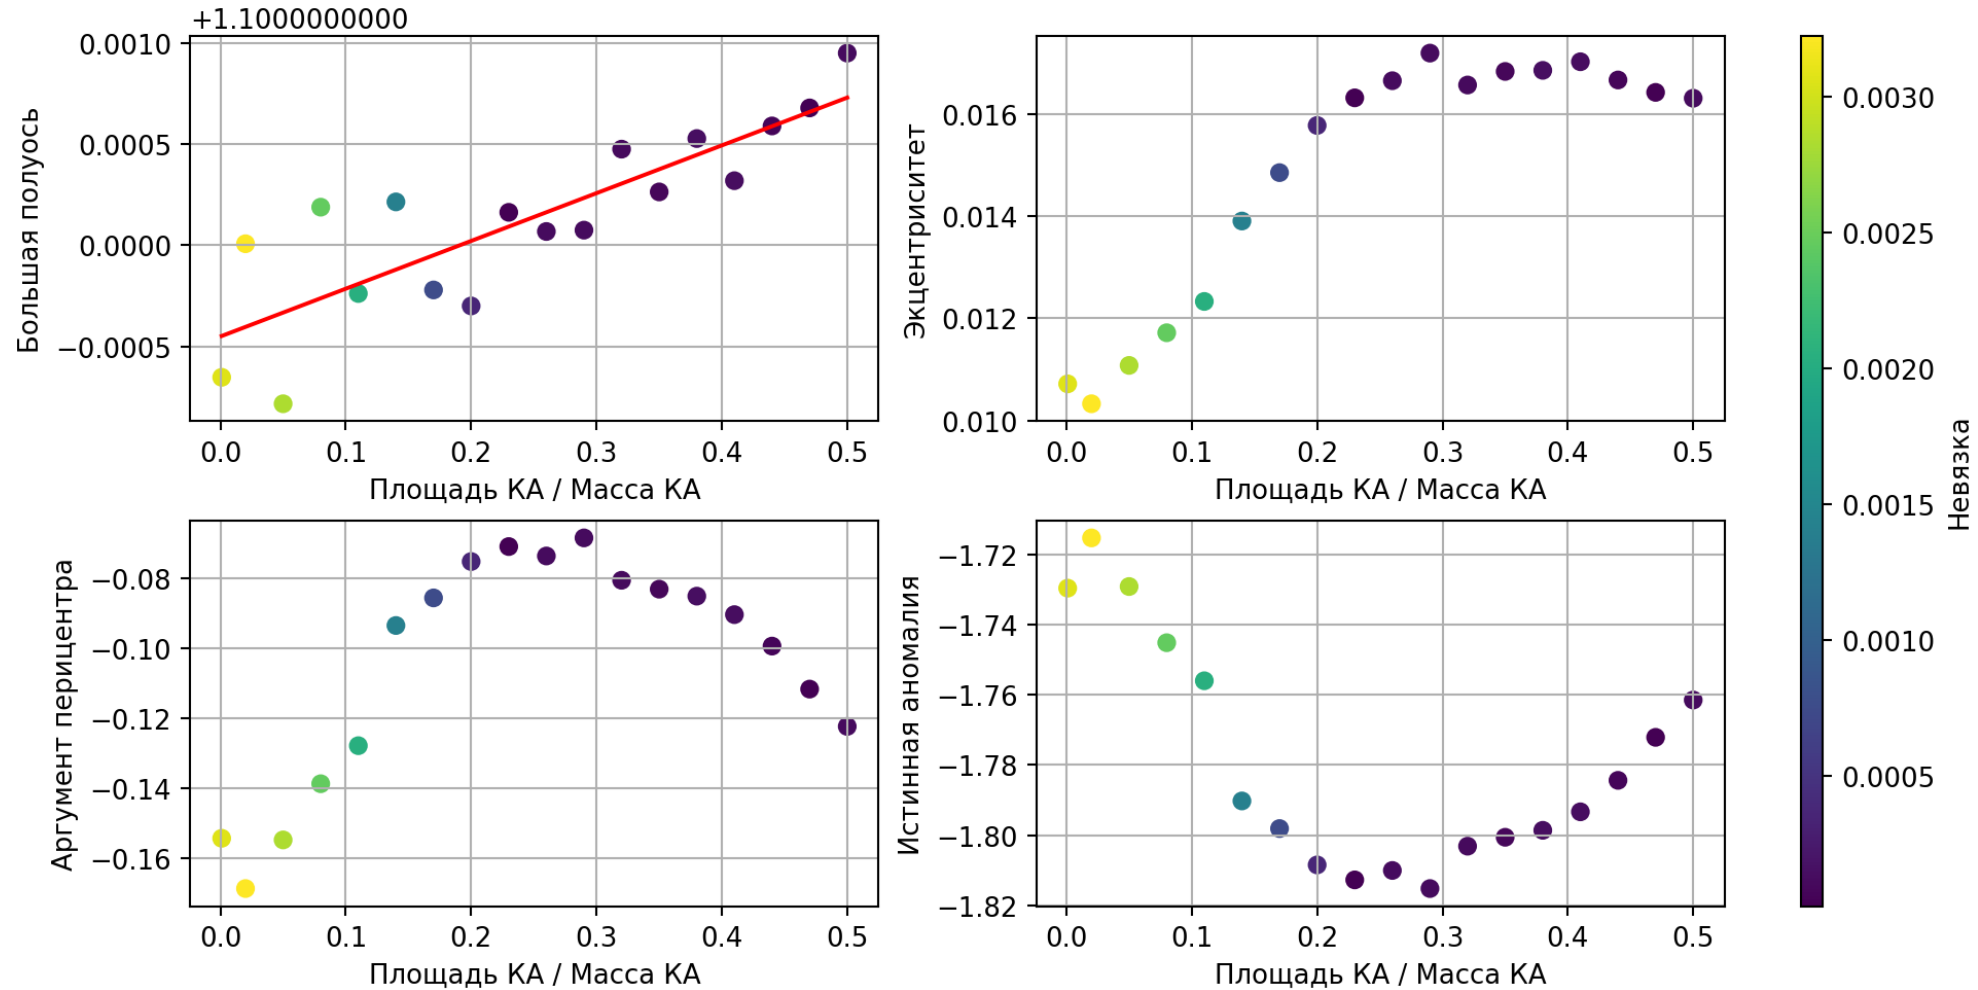 +1.1000000000
0.0010
0.0005
0.0000
−0.0005
Большая полуось
0.0 0.1 0.2 0.3 0.4 0.5
Площадь КА / Масса КА
0.016
0.014
0.012
0.010
Экцентриситет
0.0 0.1 0.2 0.3 0.4 0.5
Площадь КА / Масса КА
−0.08
−0.10
−0.12
−0.14
−0.16
Аргумент перицентра
0.0 0.1 0.2 0.3 0.4 0.5
Площадь КА / Масса КА
−1.72
−1.74
−1.76
−1.78
−1.80
−1.82
Истинная аномалия
0.0 0.1 0.2 0.3 0.4 0.5
Площадь КА / Масса КА
0.0030
0.0025
0.0020
0.0015
0.0010
0.0005
Невязка